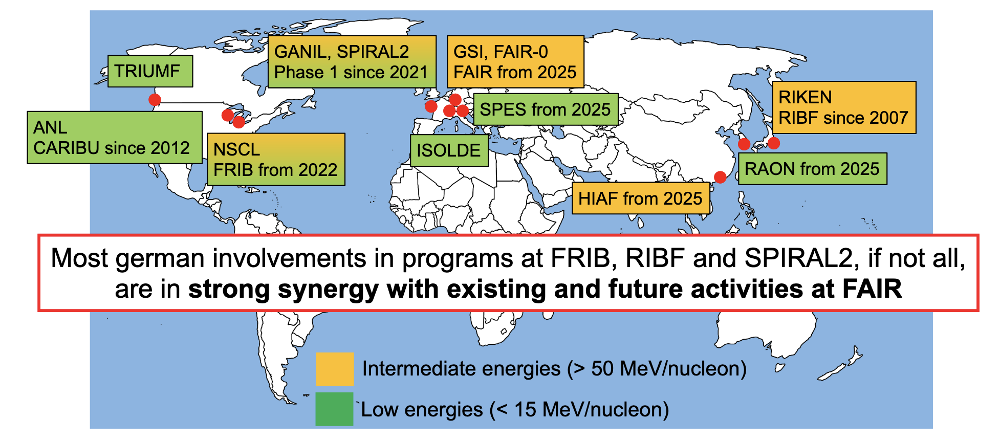 GANIL, SPIRAL2
Phase 1 since 2021
GSI, FAIR-0
FAIR from 2025
TRIUMF
RIKEN
RIBF since 2007
SPES from 2025
ANL
CARIBU since 2012
NSCL
FRIB from 2022
ISOLDE
RAON from 2025
HIAF from 2025
Most german involvements in programs at FRIB, RIBF and SPIRAL2, if not all,
are in strong synergy with existing and future activities at FAIR
Intermediate energies (> 50 MeV/nucleon)
Low energies (< 15 MeV/nucleon)